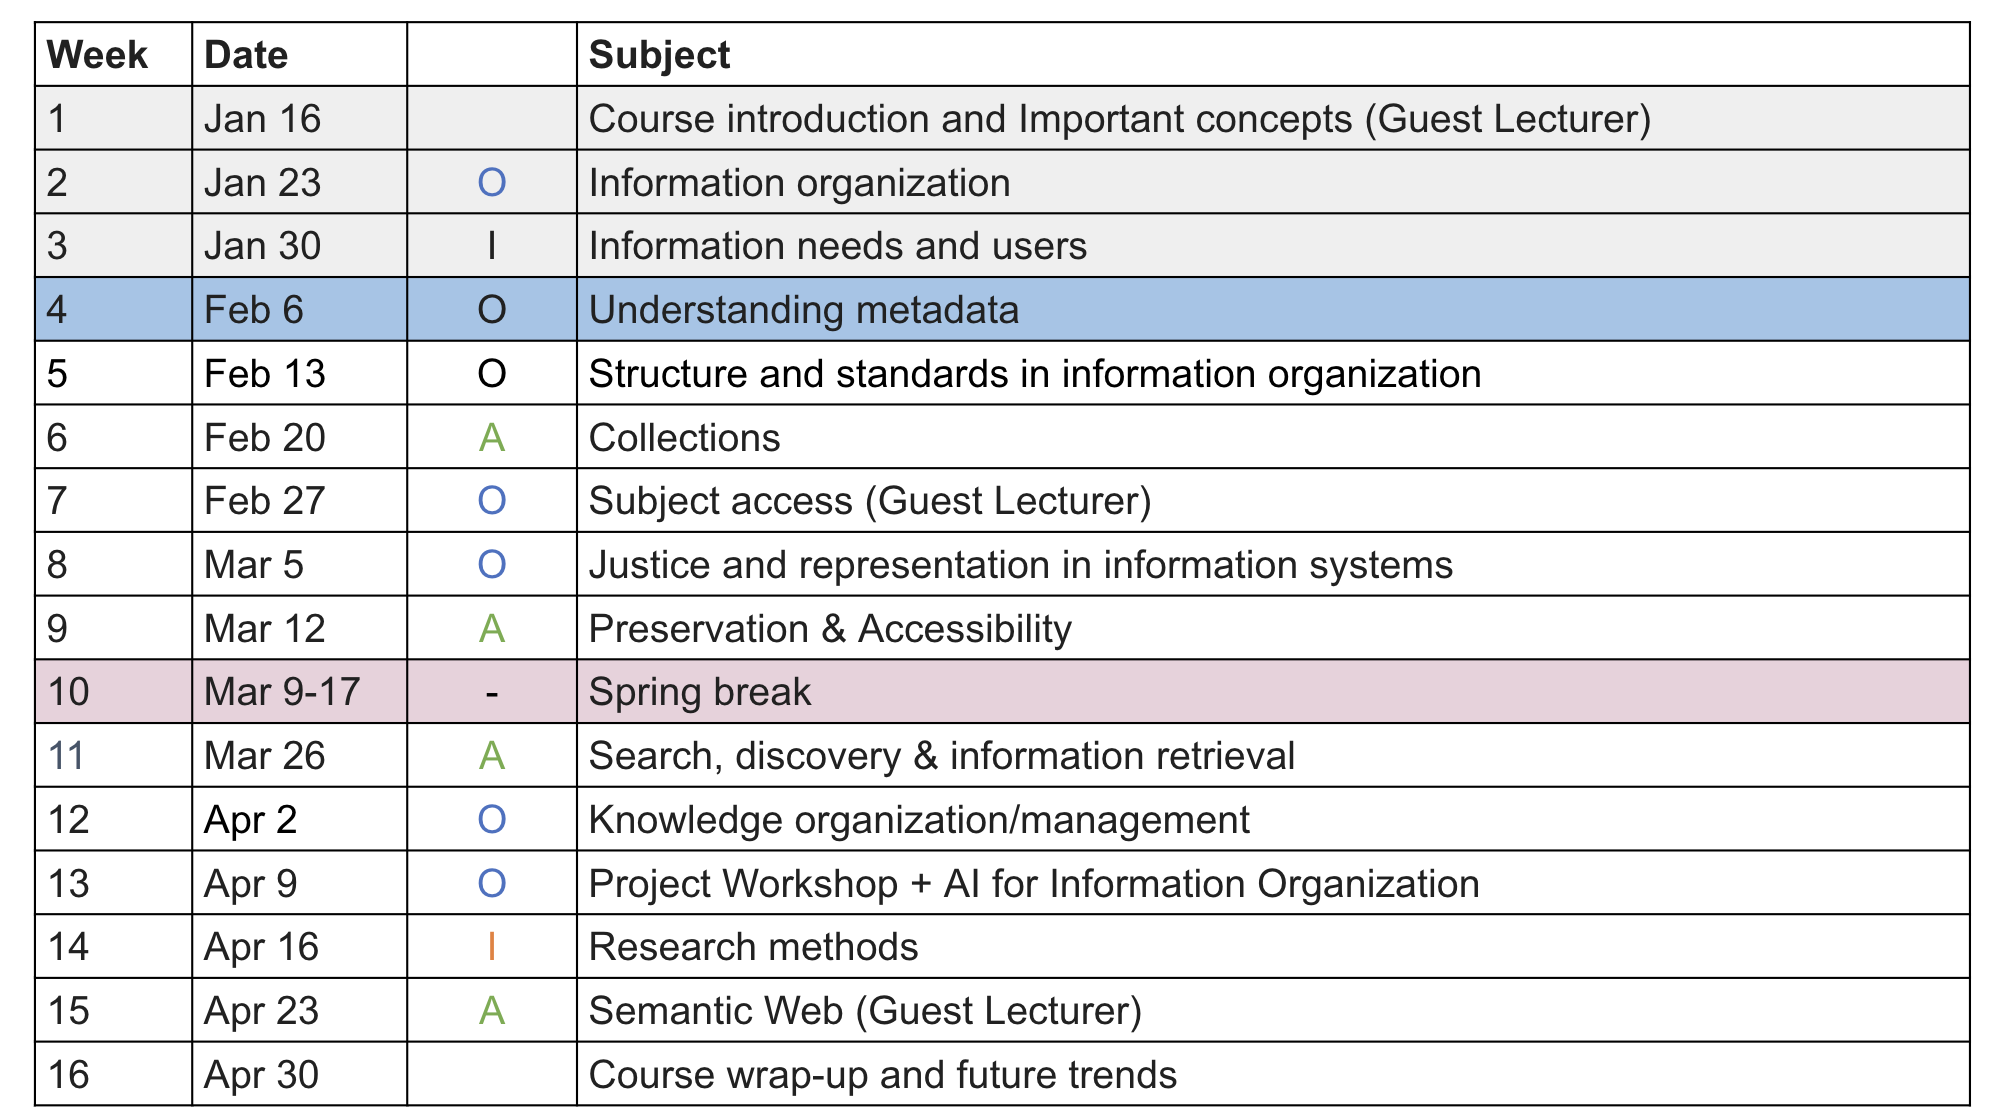 Week Date Subject
1 Jan 16 Course introduction and Important concepts (Guest Lecturer)
2 Jan 23 O Information organization
3 Jan 30 I Information needs and users
4 Feb 6 O Understanding metadata
5 Feb 13 O Structure and standards in information organization
6 Feb 20 A Collections
7 Feb 27 O Subject access (Guest Lecturer)
8 Mar 5 O Justice and representation in information systems
9 Mar 12 A Preservation & Accessibility
10 Mar 9-17 - Spring break
11 Mar 26 A Search, discovery & information retrieval
12 Apr 2 O Knowledge organization/management
13 Apr 9 O Project Workshop + AI for Information Organization
14 Apr 16 I Research methods
15 Apr 23 A Semantic Web (Guest Lecturer)
16 Apr 30 Course wrap-up and future trends